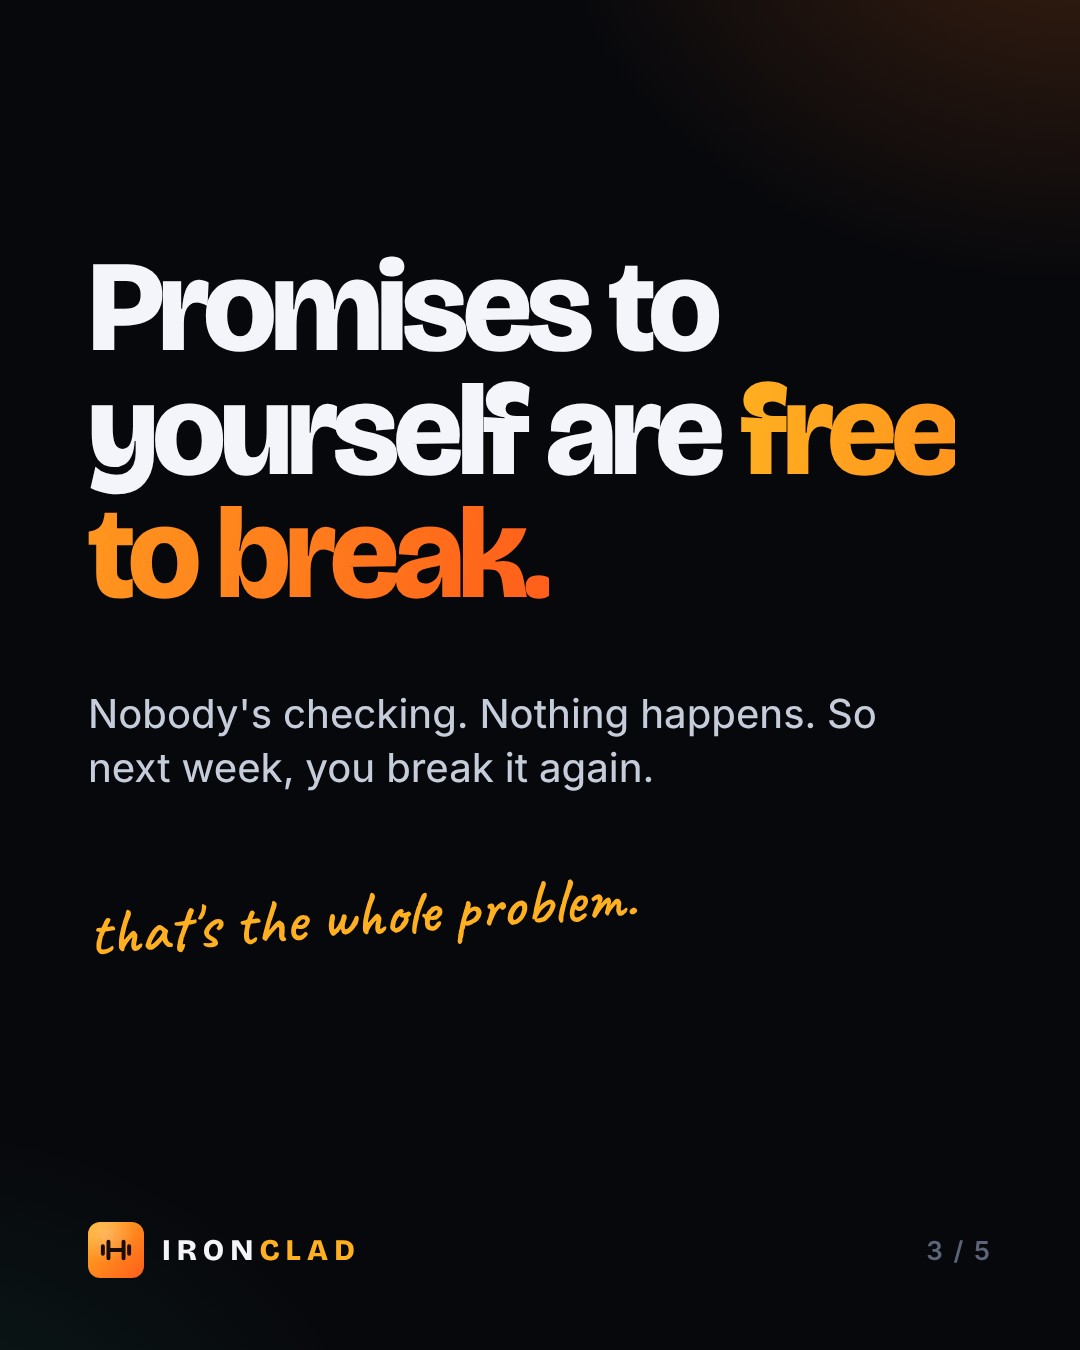 Promises to
yourself are free
to break.
Nobody's checking. Nothing happens. So
next week, you break it again.
that's the whole problem.
IRONCLAD
3 / 5